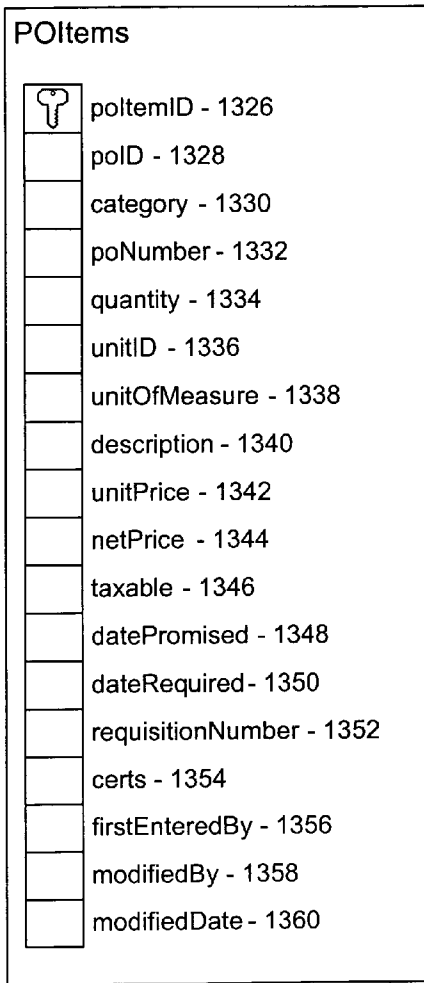 POItems
poItemID - 1326
poID - 1328
category - 1330
poNumber - 1332
quantity - 1334
unitID - 1336
unitOfMeasure - 1338
description - 1340
unitPrice - 1342
netPrice - 1344
taxable - 1346
datePromised - 1348
dateRequired - 1350
requisitionNumber - 1352
certs - 1354
firstEnteredBy - 1356
modifiedBy - 1358
modifiedDate - 1360